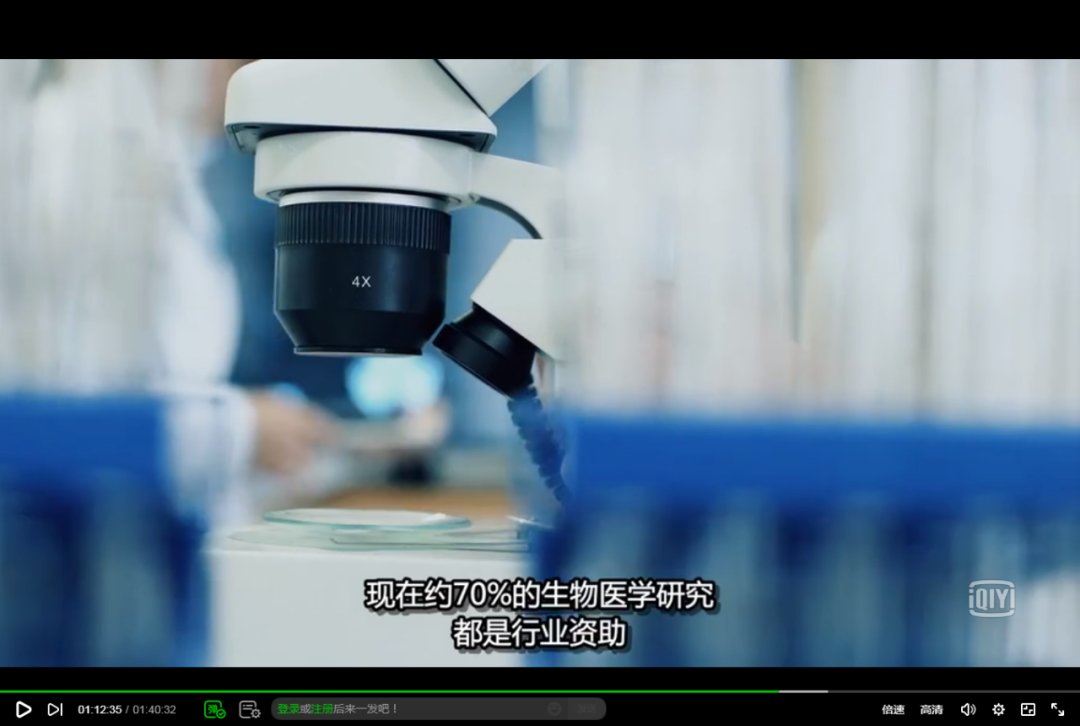 4X
现在约70%的生物医学研究
都是行业资助
iQIYI
01:12:35 / 01:40:32
弹
登录或注册后来一发吧！
倍速
高清